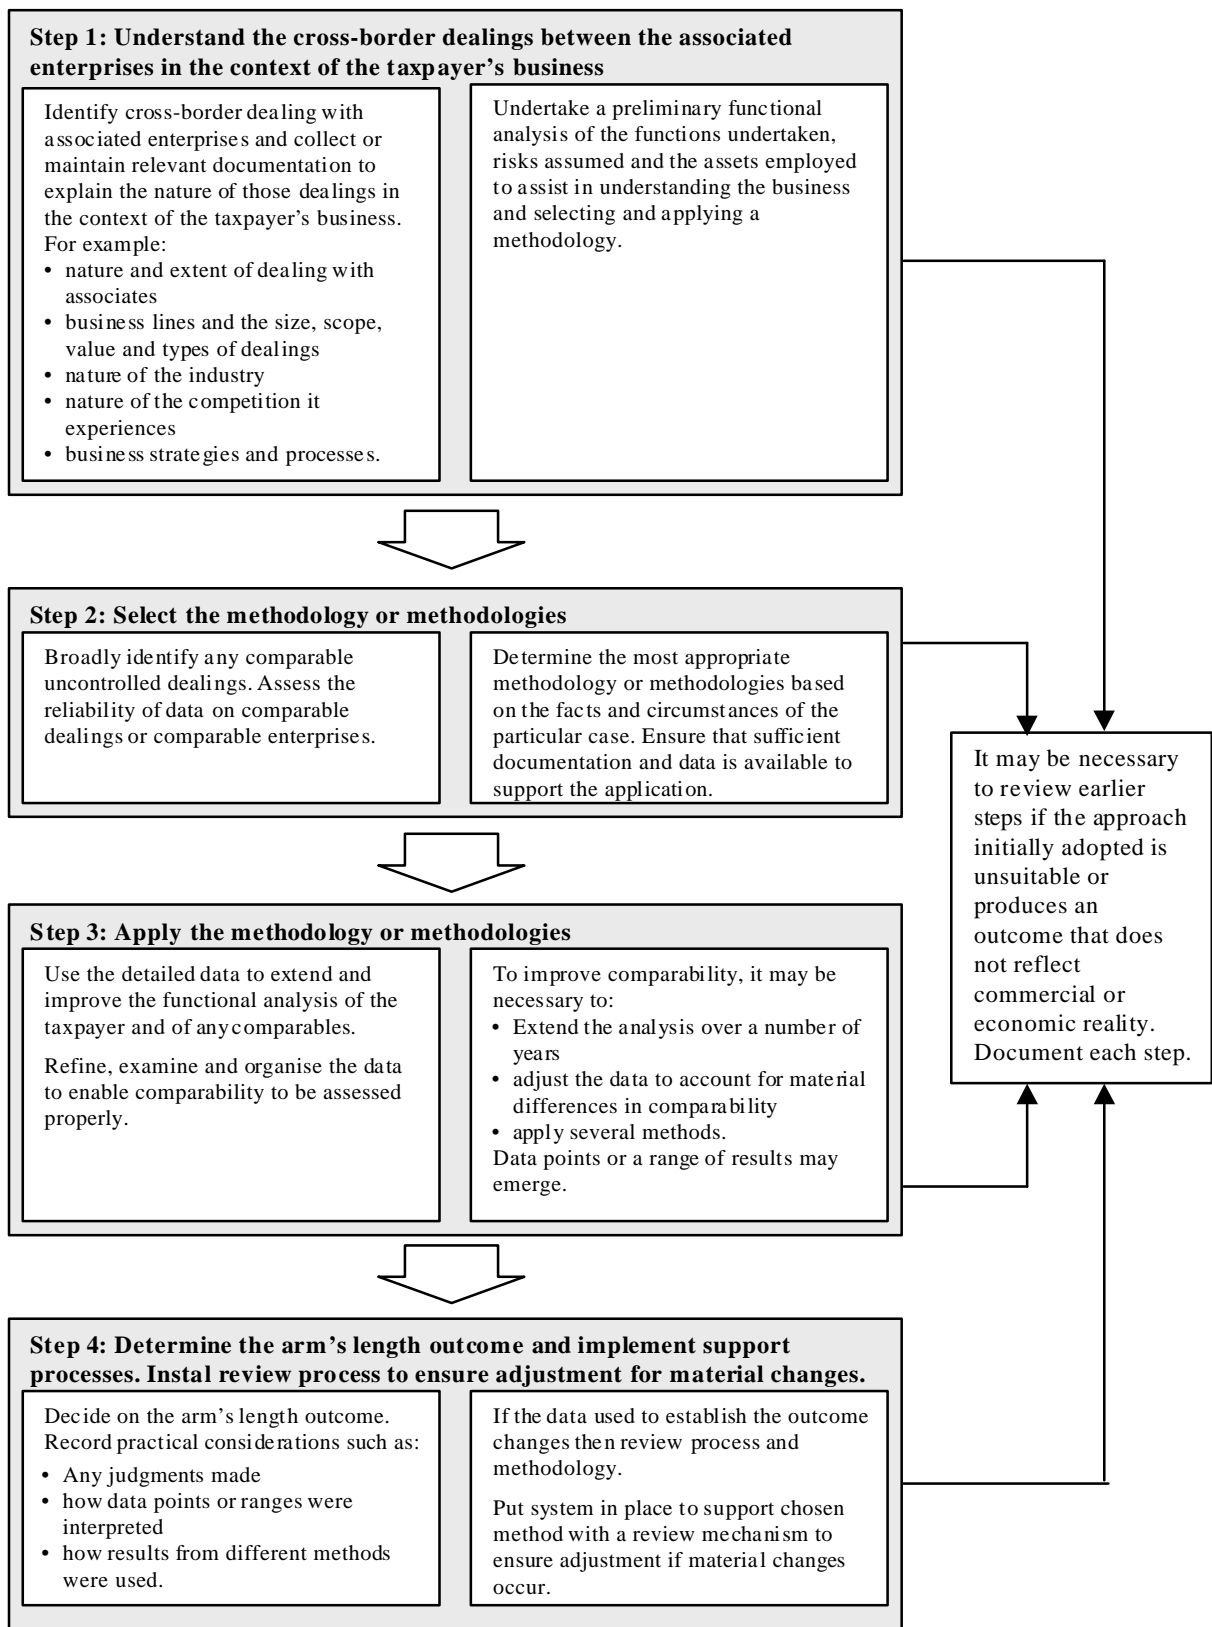 Step 1: Understand the cross-border dealings between the associated
enterprises in the context of the taxpayer’s business
Identify cross-border dealing with
associated enterprises and collect or
maintain relevant documentation to
explain the nature of those dealings in
the context of the taxpayer’s business.
For example:
• nature and extent of dealing with
associates
• business lines and the size, scope,
value and types of dealings
• nature of the industry
• nature of the competition it
experiences
• business strategies and processes.
Undertake a preliminary functional
analysis of the functions undertaken,
risks assumed and the assets employed
to assist in understanding the business
and selecting and applying a
methodology.
Step 2: Select the methodology or methodologies
Broadly identify any comparable
uncontrolled dealings. Assess the
reliability of data on comparable
dealings or comparable enterprises.
Determine the most appropriate
methodology or methodologies based
on the facts and circumstances of the
particular case. Ensure that sufficient
documentation and data is available to
support the application.
It may be necessary
to review earlier
steps if the approach
initially adopted is
unsuitable or
produces an
outcome that does
not reflect
commercial or
economic reality.
Document each step.
Step 3: Apply the methodology or methodologies
Use the detailed data to extend and
improve the functional analysis of the
taxpayer and of any comparables.
Refine, examine and organise the data
to enable comparability to be assessed
properly.
To improve comparability, it may be
necessary to:
• Extend the analysis over a number of
years
• adjust the data to account for material
differences in comparability
• apply several methods.
Data points or a range of results may
emerge.
Step 4: Determine the arm’s length outcome and implement support
processes. Instal review process to ensure adjustment for material changes.
Decide on the arm’s length outcome.
Record practical considerations such as:
• Any judgments made
• how data points or ranges were
interpreted
• how results from different methods
were used.
If the data used to establish the outcome
changes then review process and
methodology.
Put system in place to support chosen
method with a review mechanism to
ensure adjustment if material changes
occur.